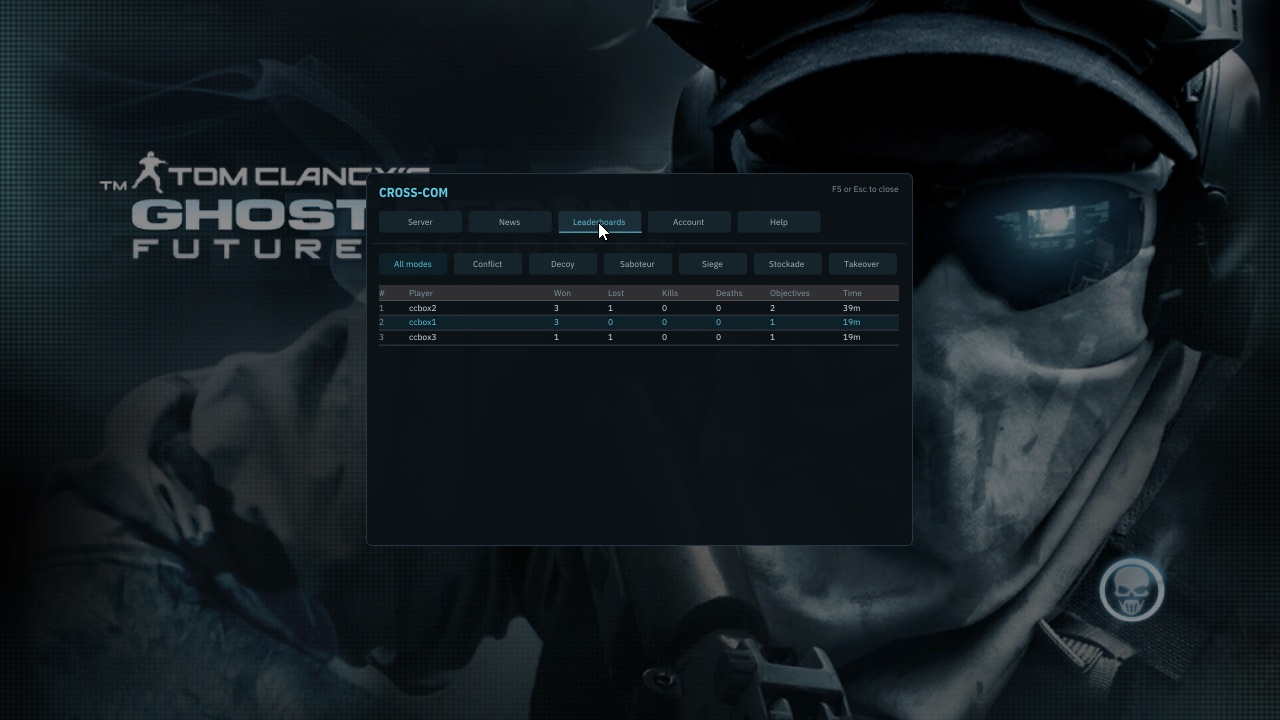 TM TOM CLANCY'S
GHOST
FUTURE
CROSS-COM
F5 or Esc to close
Server News Leaderboards Account Help
All modes Conflict Decoy Saboteur Siege Stockade Takeover
# Player Won Lost Kills Deaths Objectives Time
1 ccbox2 3 1 0 0 2 39m
2 ccbox1 3 0 0 0 1 19m
3 ccbox3 1 1 0 0 1 19m